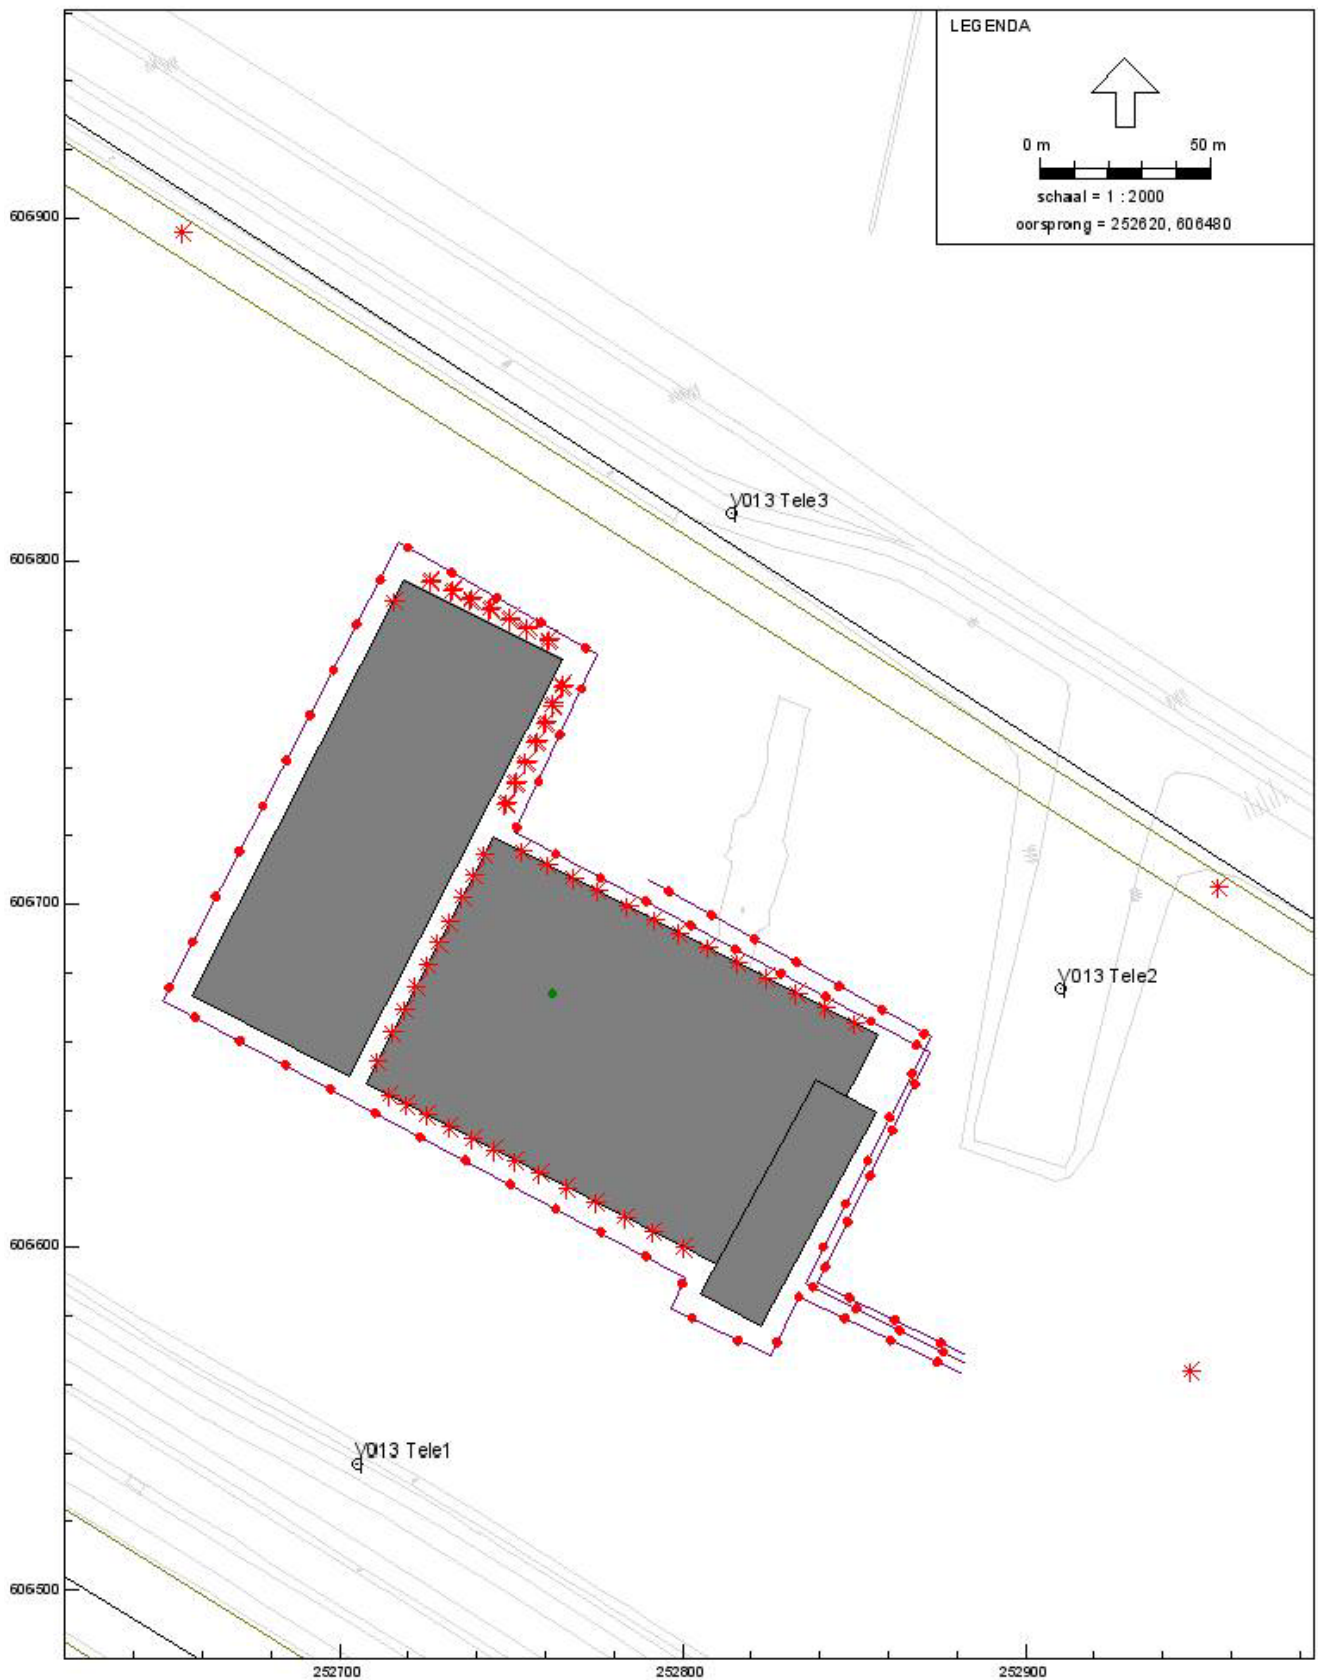 LEGENDA
0 m 50 m
schaal = 1 : 2000
oorsprong = 252620, 606480
606900
V013 Tele3
606800
606700
V013 Tele2
606600
V013 Tele1
606500
252700 252800 252900